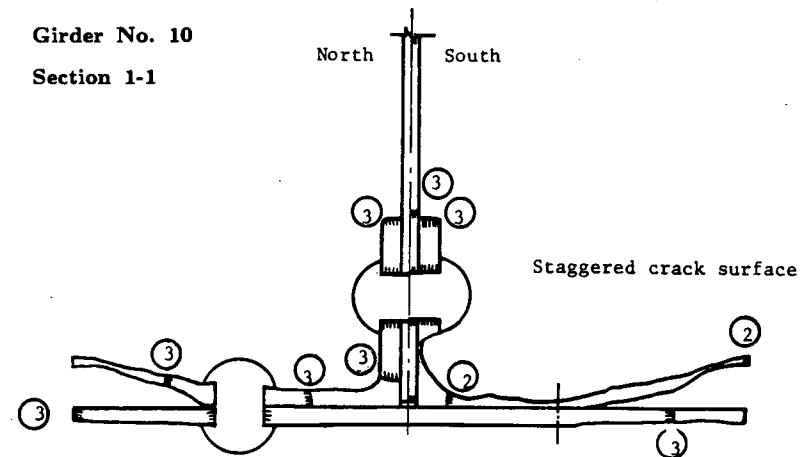 Girder No. 10
Section 1-1
North South
3
3 3
Staggered crack surface
2
3
3 3 2
3
3